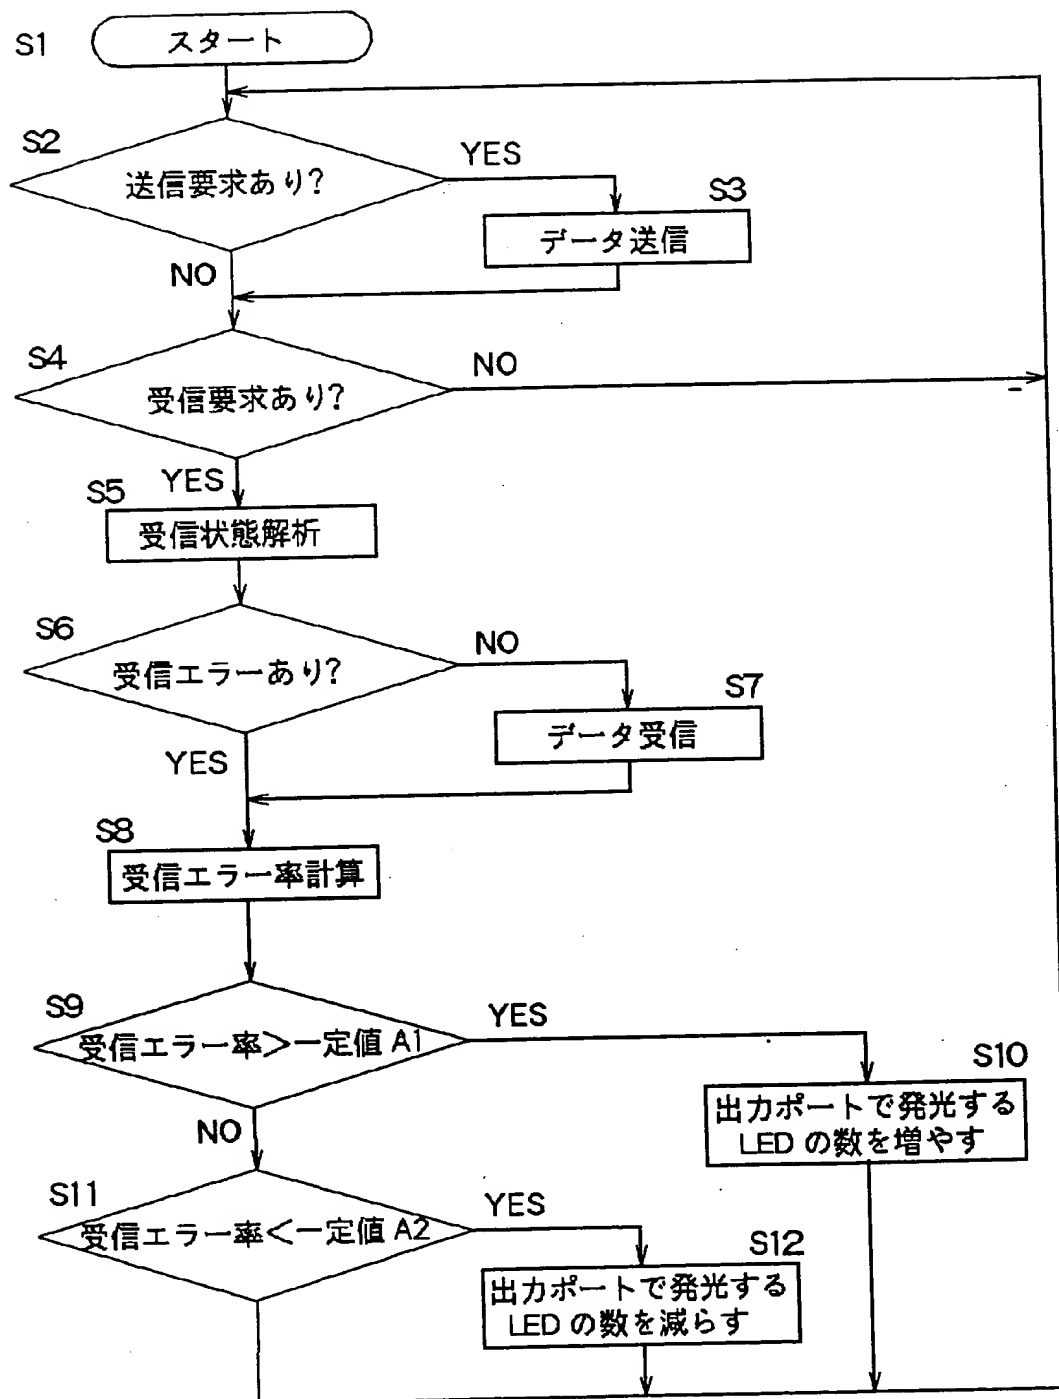 S1
スタート
S2
送信要求あり?
YES
S3
データ送信
NO
S4
受信要求あり?
NO
YES
S5
受信状態解析
S6
受信エラーあり?
NO
S7
データ受信
YES
S8
受信エラー率計算
S9
受信エラー率>一定値 A1
YES
S10
出力ポートで発光する
LED の数を増やす
NO
S11
受信エラー率<一定値 A2
YES
S12
出力ポートで発光する
LED の数を減らす